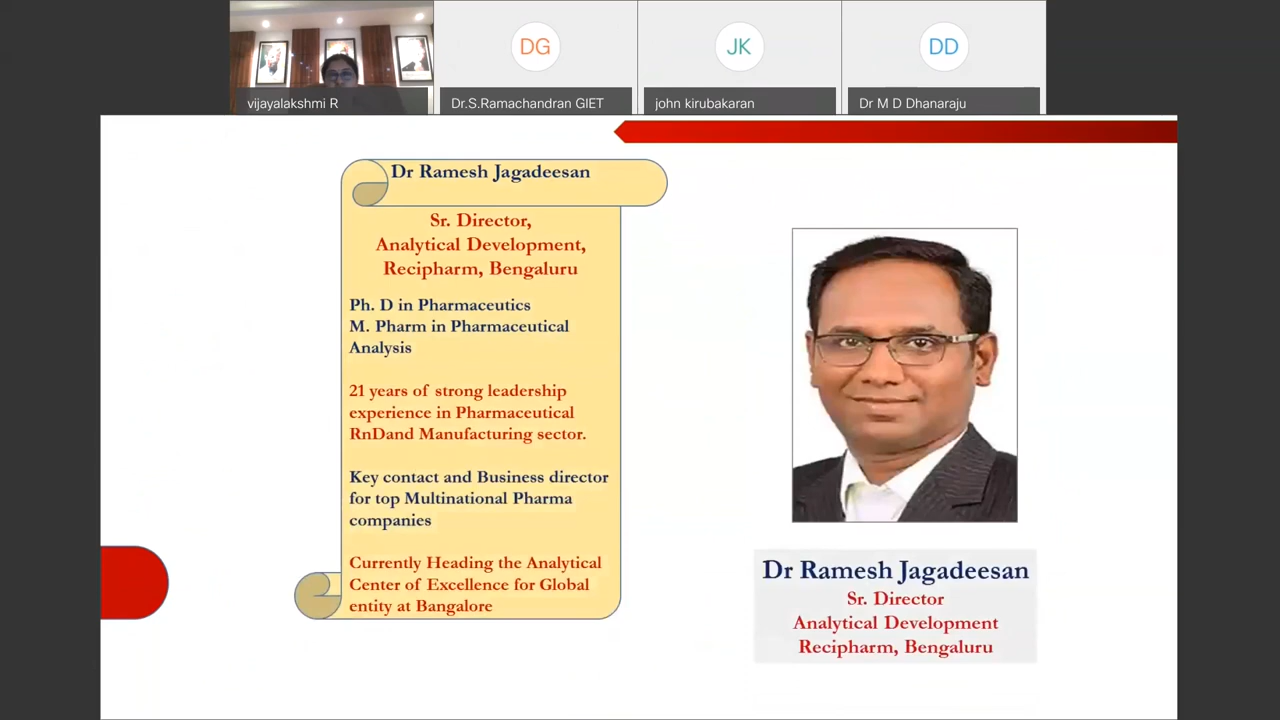 DG
JK
DD
vijayalakshmi R
Dr.S.Ramachandran GIET
john kirubakaran
Dr M D Dhanaraju
Dr Ramesh Jagadeesan
Sr. Director,
Analytical Development,
Recipharm, Bengaluru
Ph. D in Pharmaceutics
M. Pharm in Pharmaceutical
Analysis
21 years of strong leadership
experience in Pharmaceutical
RnDand Manufacturing sector.
Key contact and Business director
for top Multinational Pharma
companies
Currently Heading the Analytical
Center of Excellence for Global
entity at Bangalore
Dr Ramesh Jagadeesan
Sr. Director
Analytical Development
Recipharm, Bengaluru